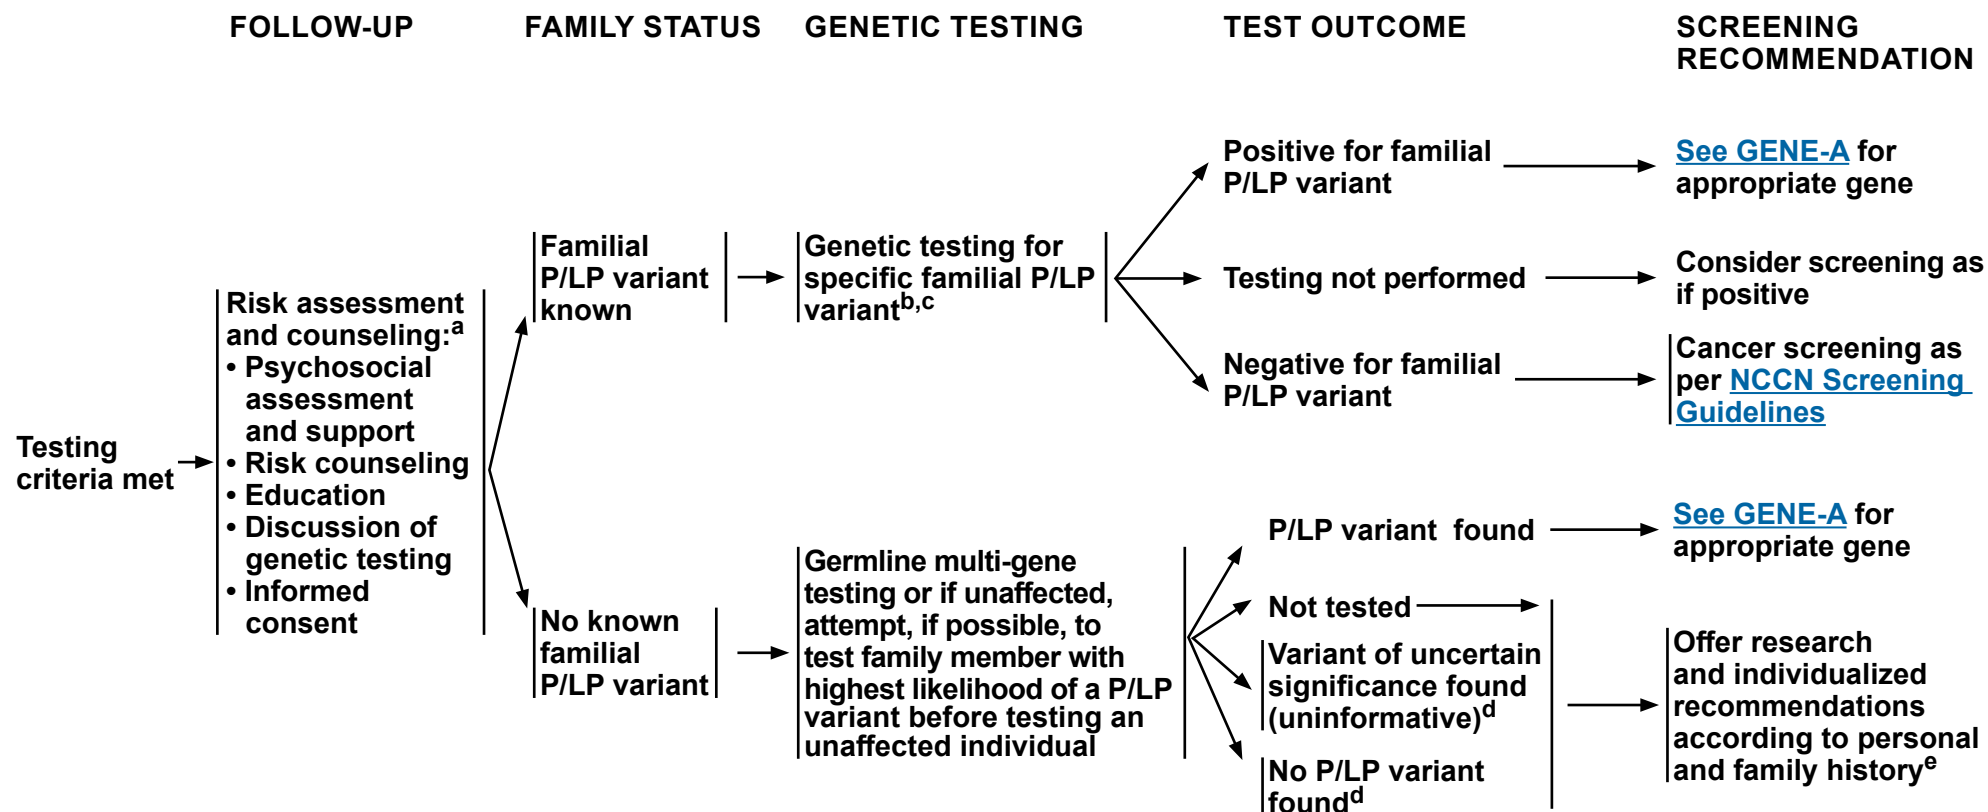 FOLLOW-UP
FAMILY STATUS
GENETIC TESTING
TEST OUTCOME
SCREENING
RECOMMENDATION
Testing
criteria met
Risk assessment
and counseling:a
• Psychosocial
assessment
and support
• Risk counseling
• Education
• Discussion of
genetic testing
• Informed
consent
Familial
P/LP variant
known
Genetic testing for
specific familial P/LP
variantb,c
Positive for familial
P/LP variant
See GENE-A for
appropriate gene
Testing not performed
Consider screening as
if positive
Negative for familial
P/LP variant
Cancer screening as
per NCCN Screening
Guidelines
No known
familial
P/LP variant
Germline multi-gene
testing or if unaffected,
attempt, if possible, to
test family member with
highest likelihood of a P/LP
variant before testing an
unaffected individual
P/LP variant found
See GENE-A for
appropriate gene
Not tested
Variant of uncertain
significance found
(uninformative)d
No P/LP variant
foundd
Offer research
and individualized
recommendations
according to personal
and family historye